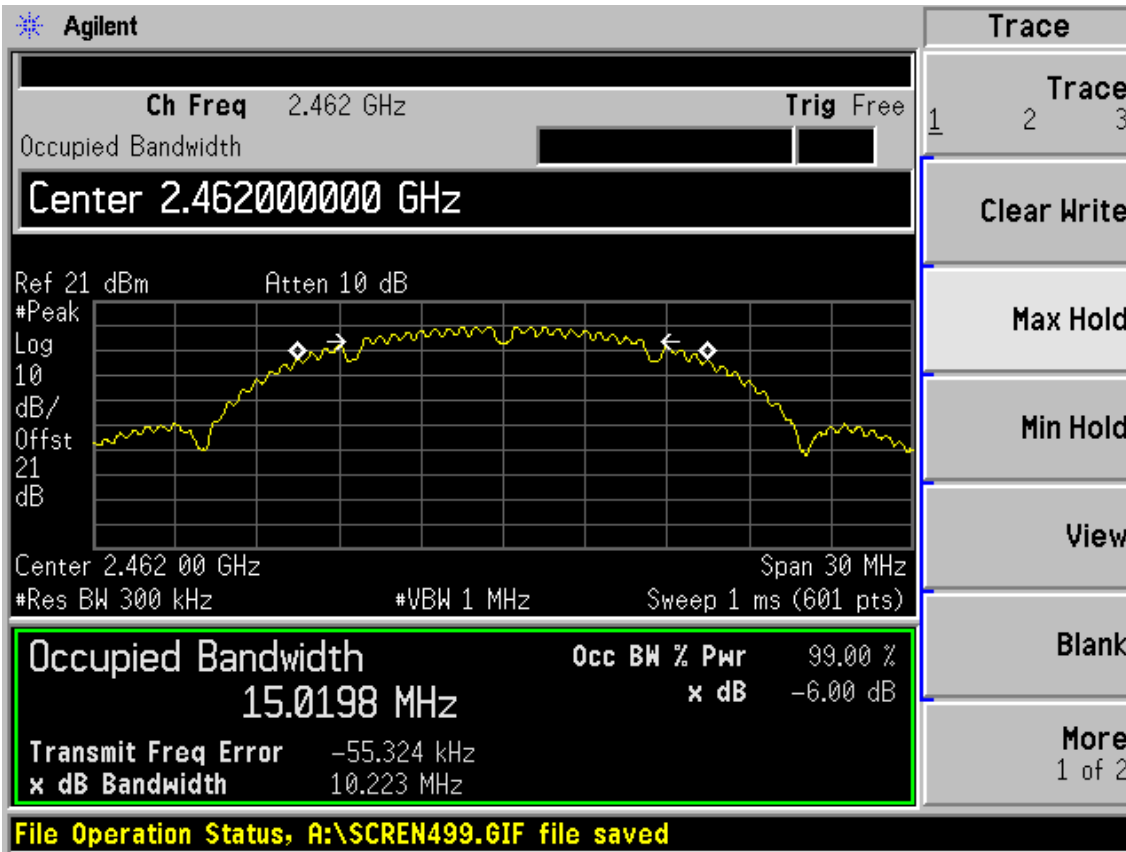 Agilent
Trace
Ch Freq 2.462 GHz
Trig Free
Occupied Bandwidth
Center 2.462000000 GHz
Ref 21 dBm
Atten 10 dB
#Peak
Log
10
dB/
Offst
21
dB
Center 2.462 00 GHz
Span 30 MHz
#Res BW 300 kHz
#VBW 1 MHz
Sweep 1 ms (601 pts)
Occupied Bandwidth
15.0198 MHz
Occ BW % Pwr 99.00 %
x dB -6.00 dB
Transmit Freq Error -55.324 kHz
x dB Bandwidth 10.223 MHz
File Operation Status, A:\SCREN499.GIF file saved
Trace
1 2 3
Clear Write
Max Hold
Min Hold
View
Blank
More
1 of 2